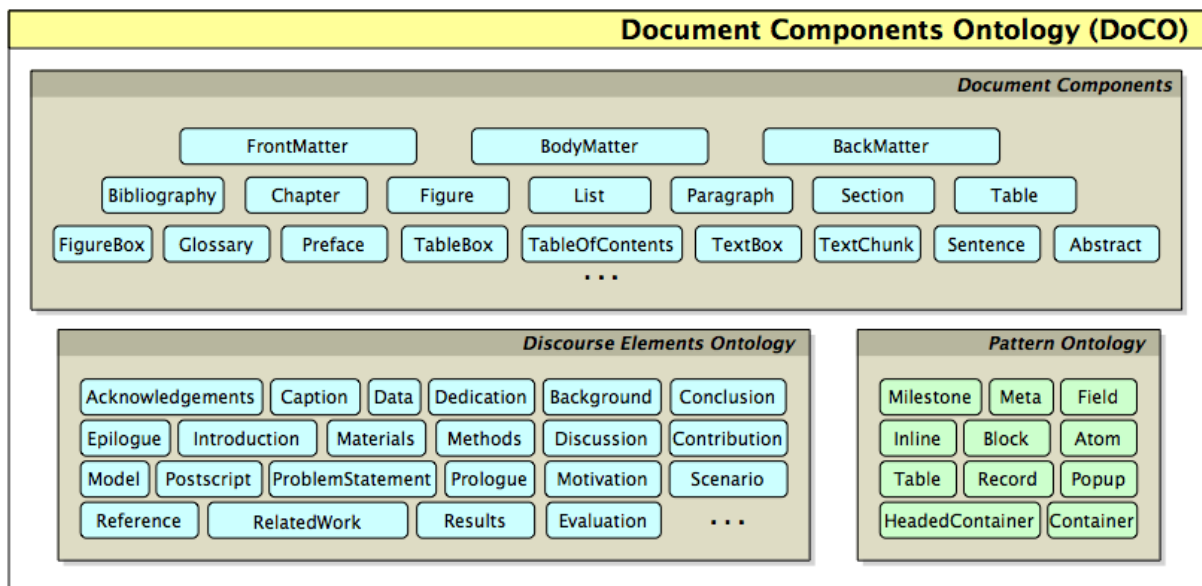 Document Components Ontology (DoCO)
Document Components
FrontMatter BodyMatter BackMatter
Bibliography Chapter Figure List Paragraph Section Table
FigureBox Glossary Preface TableBox TableOfContents TextBox TextChunk Sentence Abstract
...
Discourse Elements Ontology
Acknowledgements Caption Data Dedication Background Conclusion
Epilogue Introduction Materials Methods Discussion Contribution
Model Postscript ProblemStatement Prologue Motivation Scenario
Reference RelatedWork Results Evaluation ...
Pattern Ontology
Milestone Meta Field
Inline Block Atom
Table Record Popup
HeadedContainer Container